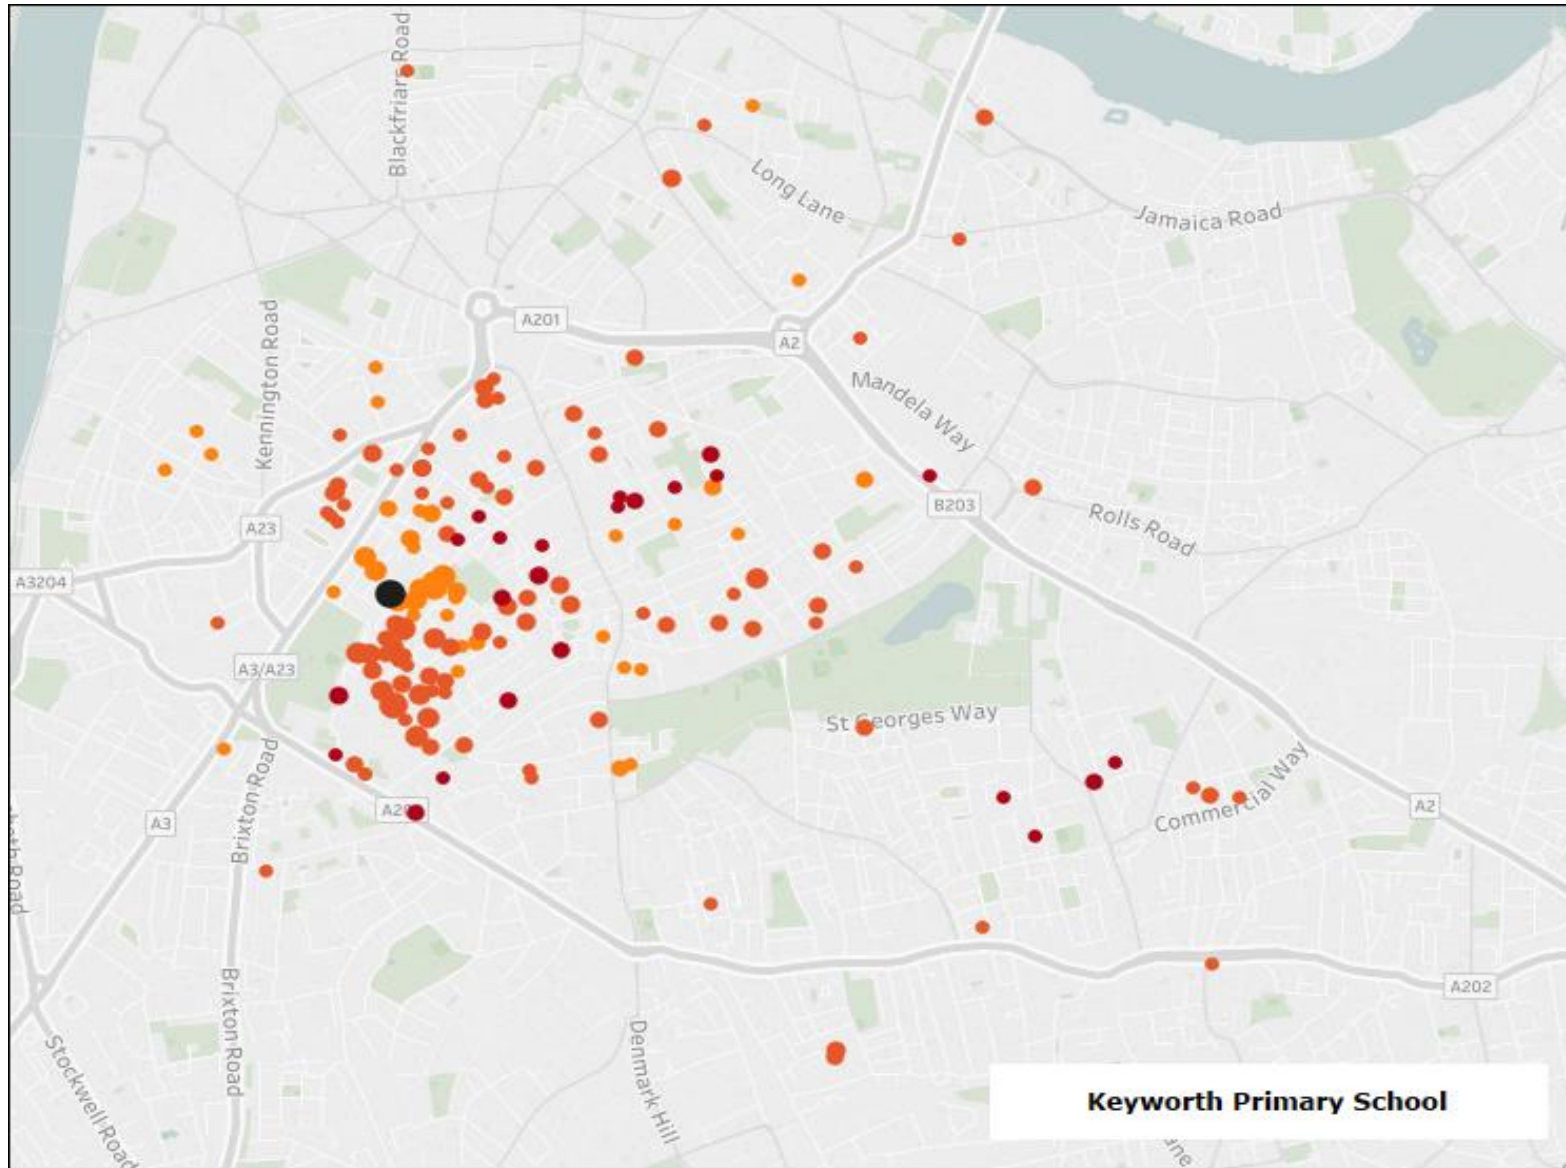 Blackfriars Road
Long Lane
Jamaica Road
A201
A2
Kennington Road
Mandela Way
B203
Rolls Road
A23
A3204
A3/A23
St Georges Way
Brixton Road
A3
Commercial Way
A2
Brixton Road
A202
Stockwell Road
Denmark Hill
Keyworth Primary School